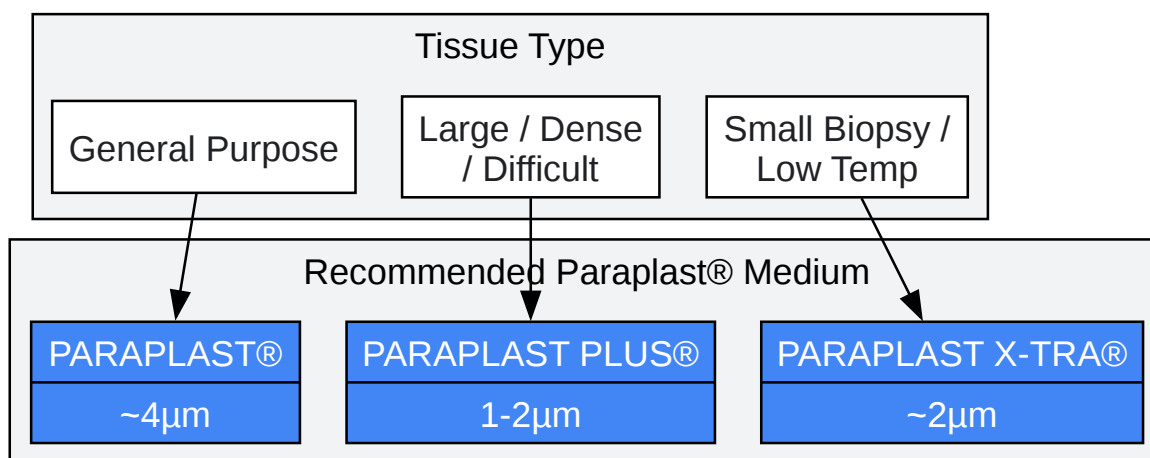 Tissue Type
General Purpose
Large / Dense
/ Difficult
Small Biopsy /
Low Temp
Recommended Paraplast® Medium
PARAPLAST®
~4µm
PARAPLAST PLUS®
1-2µm
PARAPLAST X-TRA®
~2µm